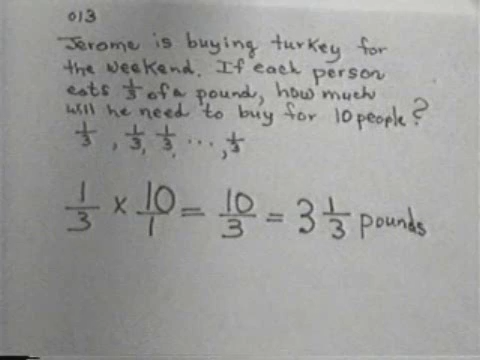 013
Jerome is buying turkey for
the weekend. If each person
eats 1/3 of a pound, how much
will he need to buy for 10 people?
1/3, 1/3, 1/3, ..., 1/3
1/3 × 10/1 = 10/3 = 3 1/3 pounds